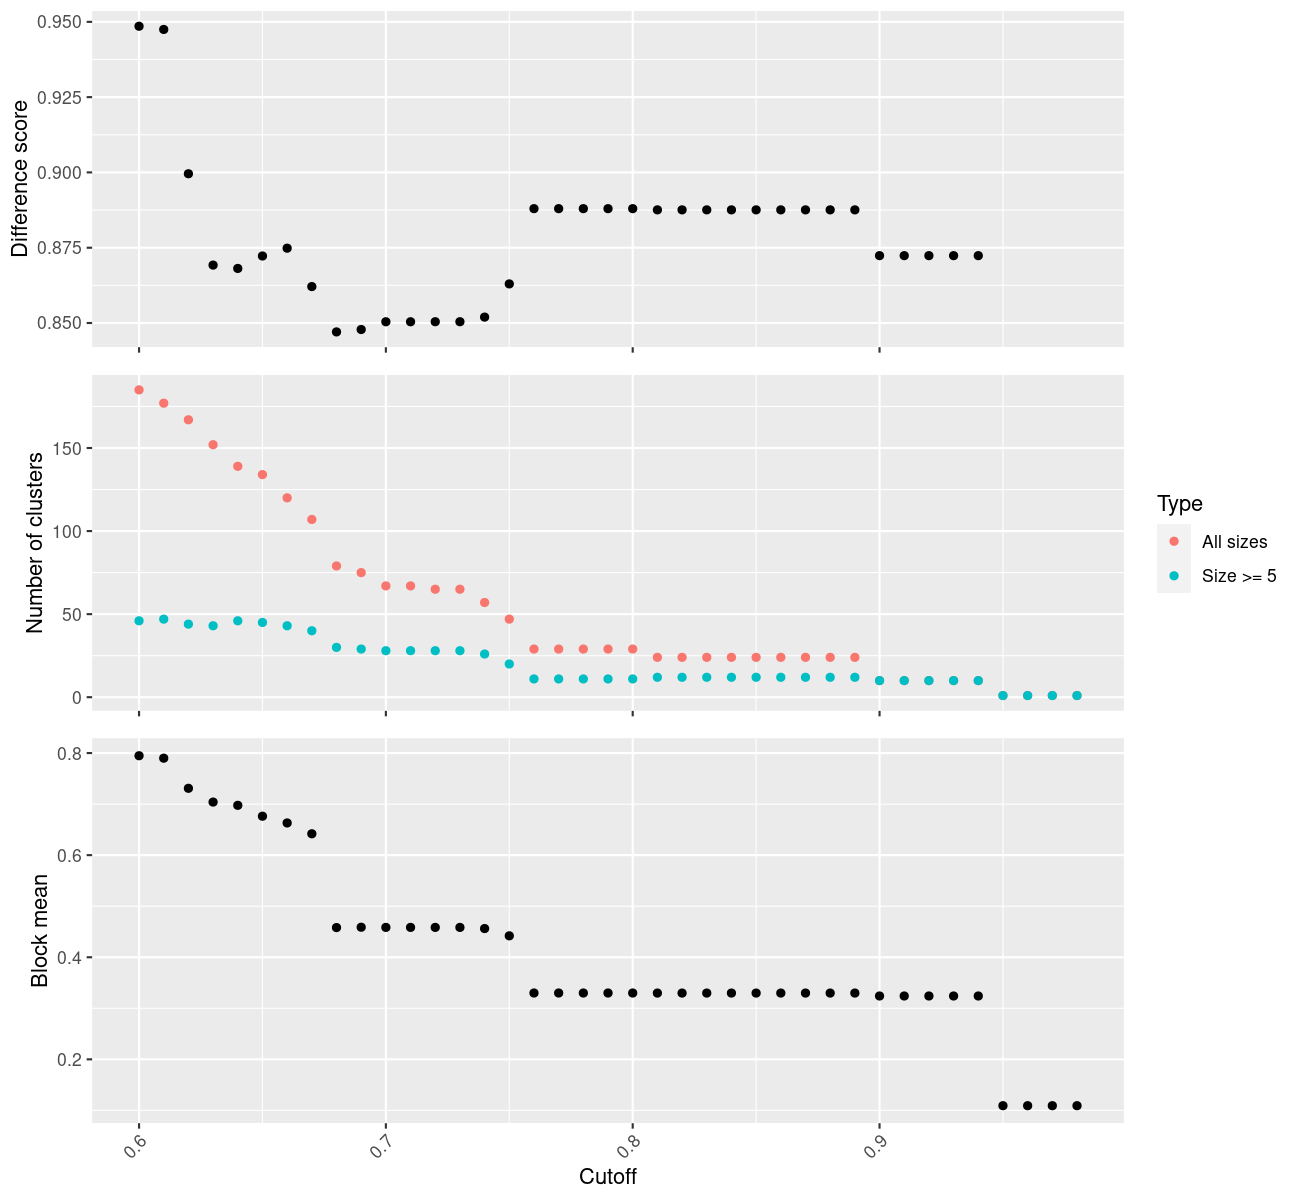 0.950
0.925
0.900
0.875
0.850
Difference score
150
100
50
0
Number of clusters
Type
All sizes
Size >= 5
0.8
0.6
0.4
0.2
Block mean
0.6 0.7 0.8 0.9
Cutoff